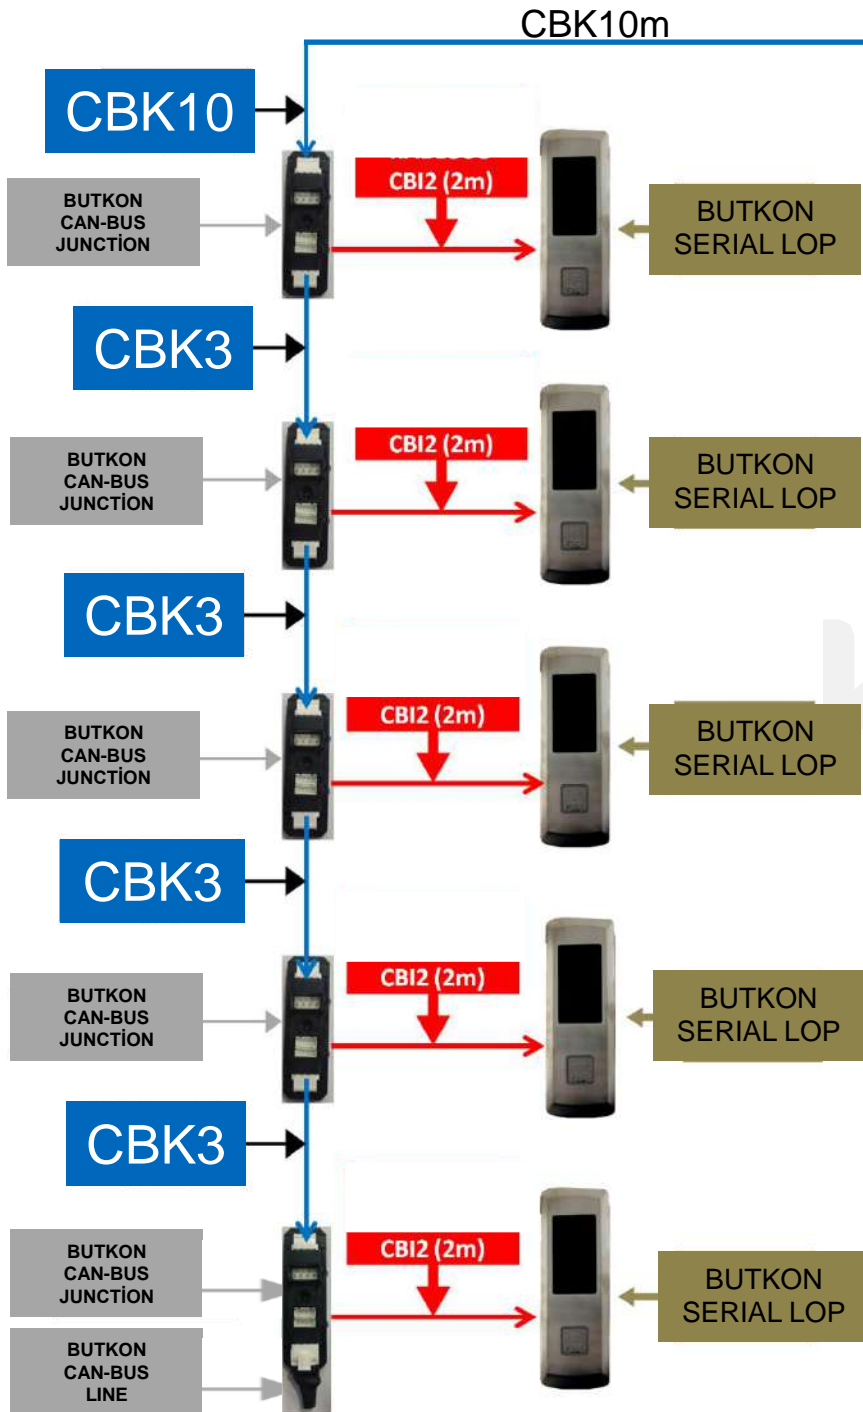 CBK10m
CBK10
CBI2 (2m)
BUTKON
CAN-BUS
JUNCTİON
BUTKON
SERIAL LOP
CBK3
CBI2 (2m)
BUTKON
CAN-BUS
JUNCTİON
BUTKON
SERIAL LOP
CBK3
CBI2 (2m)
BUTKON
CAN-BUS
JUNCTİON
BUTKON
SERIAL LOP
CBK3
CBI2 (2m)
BUTKON
CAN-BUS
JUNCTİON
BUTKON
SERIAL LOP
CBK3
CBI2 (2m)
BUTKON
CAN-BUS
JUNCTİON
BUTKON
SERIAL LOP
BUTKON
CAN-BUS
LINE